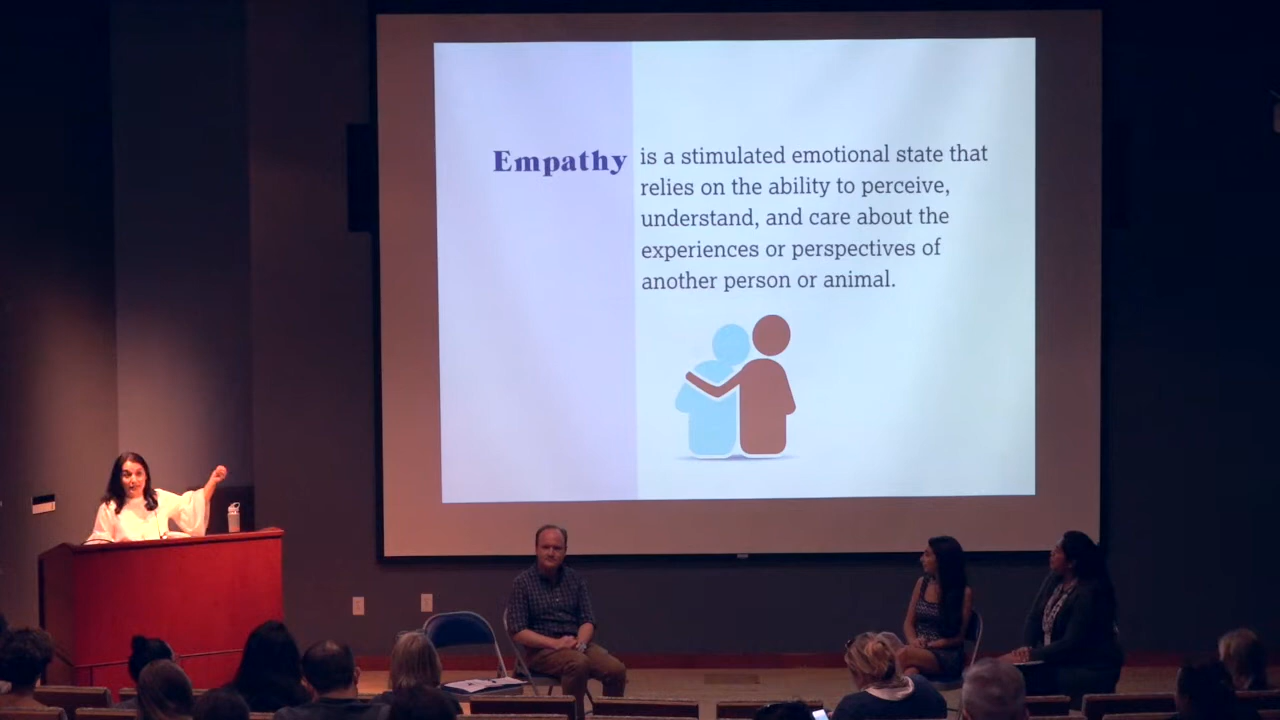 Empathy is a stimulated emotional state that
relies on the ability to perceive,
understand, and care about the
experiences or perspectives of
another person or animal.